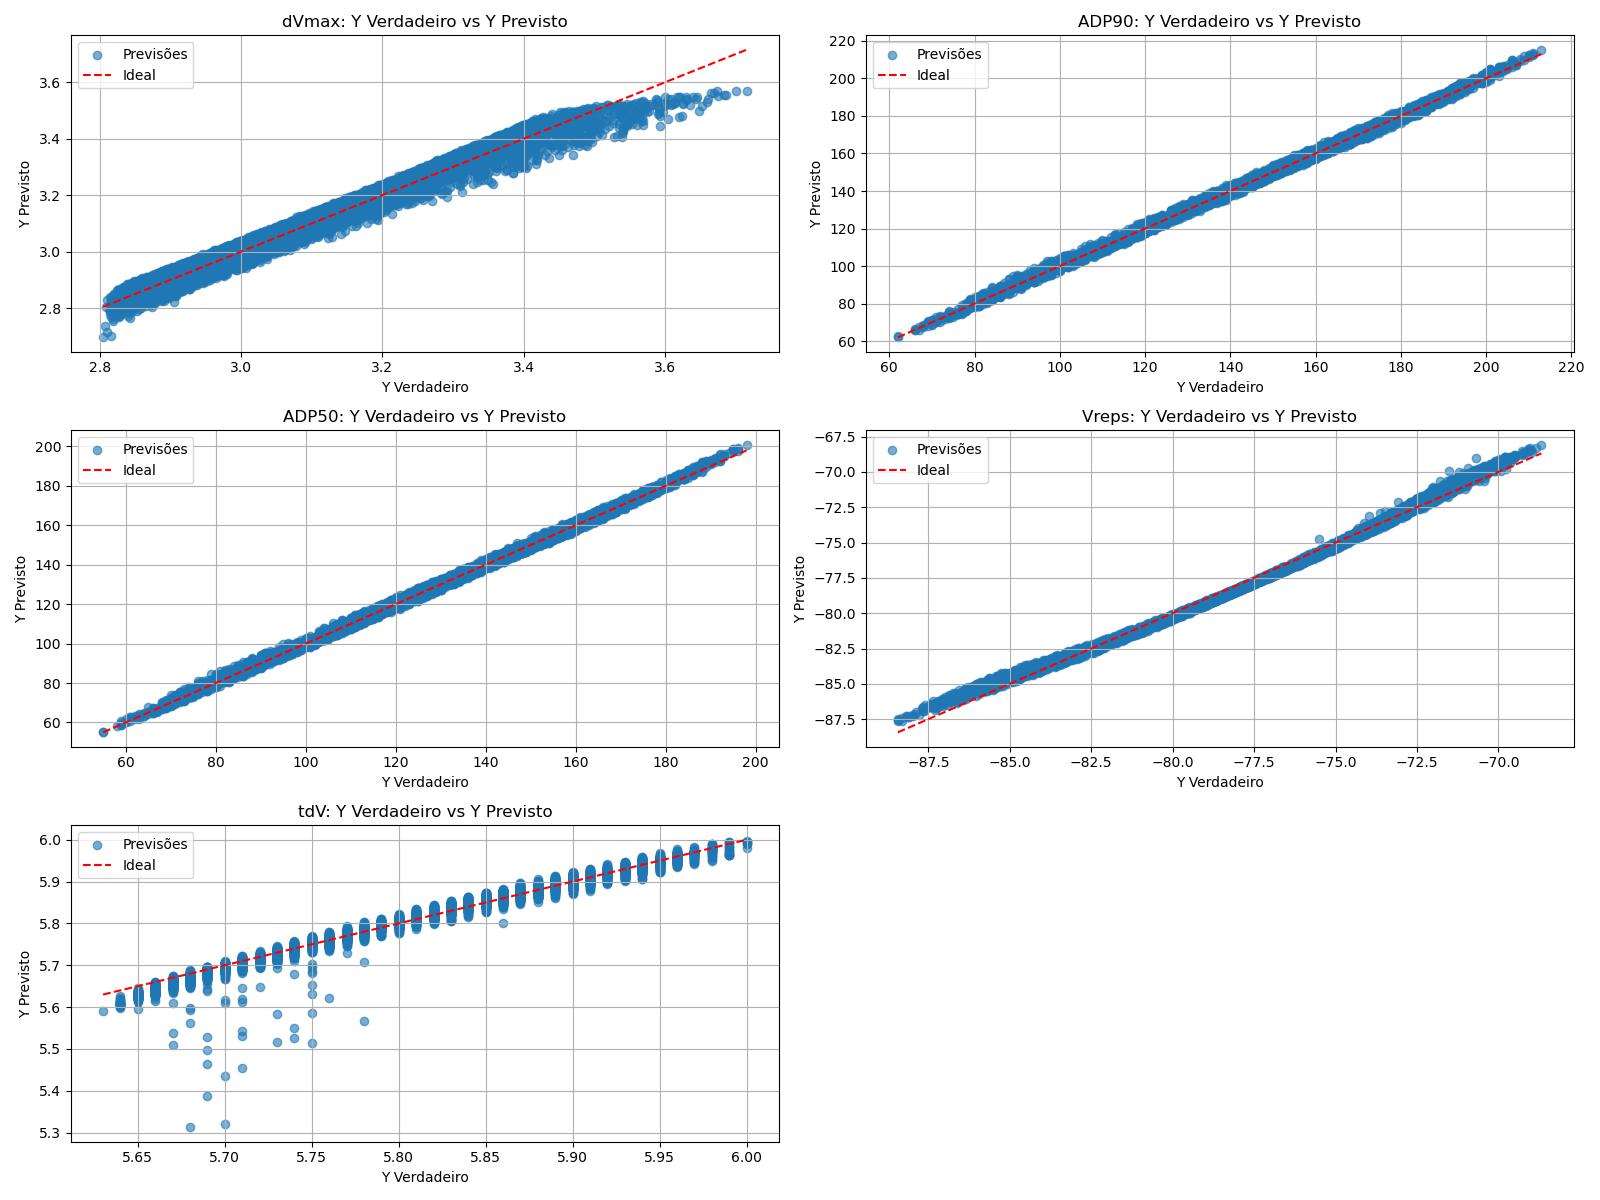 dVmax: Y Verdadeiro vs Y Previsto
Previsões
Ideal
3.6
3.4
3.2
3.0
2.8
Y Previsto
2.8 3.0 3.2 3.4 3.6
Y Verdadeiro
ADP90: Y Verdadeiro vs Y Previsto
Previsões
Ideal
220
200
180
160
140
120
100
80
60
Y Previsto
60 80 100 120 140 160 180 200 220
Y Verdadeiro
ADP50: Y Verdadeiro vs Y Previsto
Previsões
Ideal
200
180
160
140
120
100
80
60
Y Previsto
60 80 100 120 140 160 180 200
Y Verdadeiro
Vreps: Y Verdadeiro vs Y Previsto
Previsões
Ideal
−67.5
−70.0
−72.5
−75.0
−77.5
−80.0
−82.5
−85.0
−87.5
Y Previsto
−87.5 −85.0 −82.5 −80.0 −77.5 −75.0 −72.5 −70.0
Y Verdadeiro
tdV: Y Verdadeiro vs Y Previsto
Previsões
Ideal
6.0
5.9
5.8
5.7
5.6
5.5
5.4
5.3
Y Previsto
5.65 5.70 5.75 5.80 5.85 5.90 5.95 6.00
Y Verdadeiro